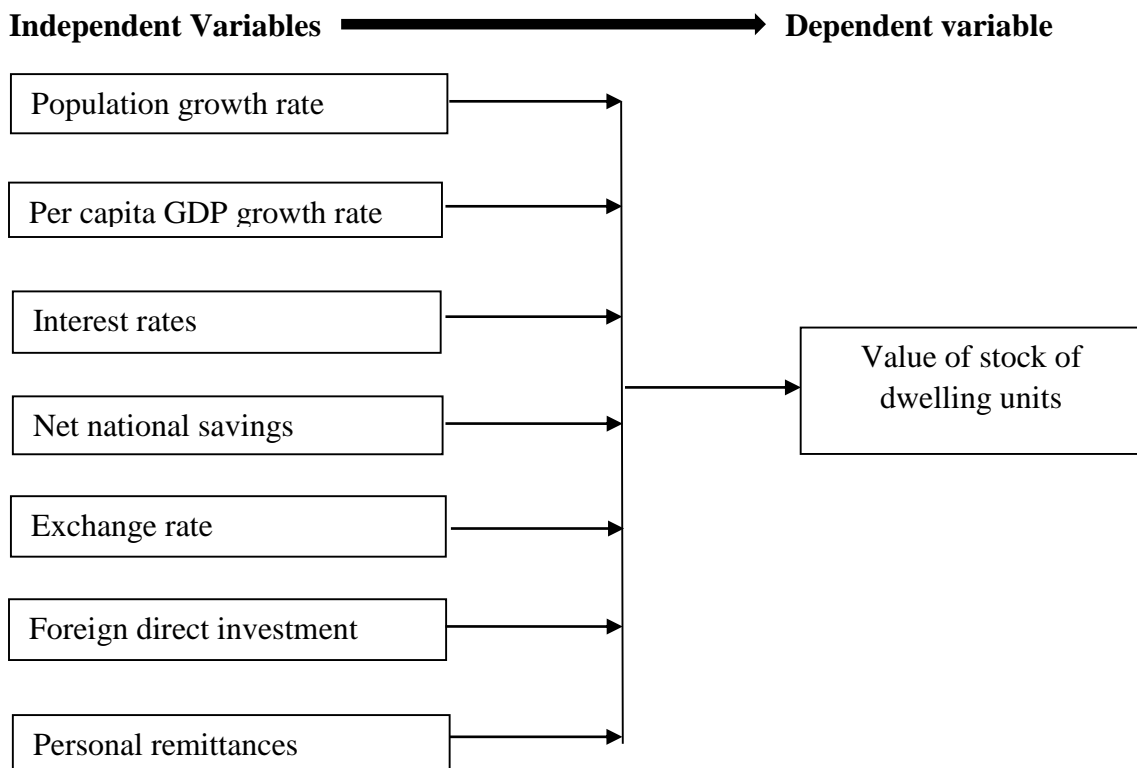 Independent Variables Dependent variable
Population growth rate
Per capita GDP growth rate
Interest rates
Value of stock of
dwelling units
Net national savings
Exchange rate
Foreign direct investment
Personal remittances